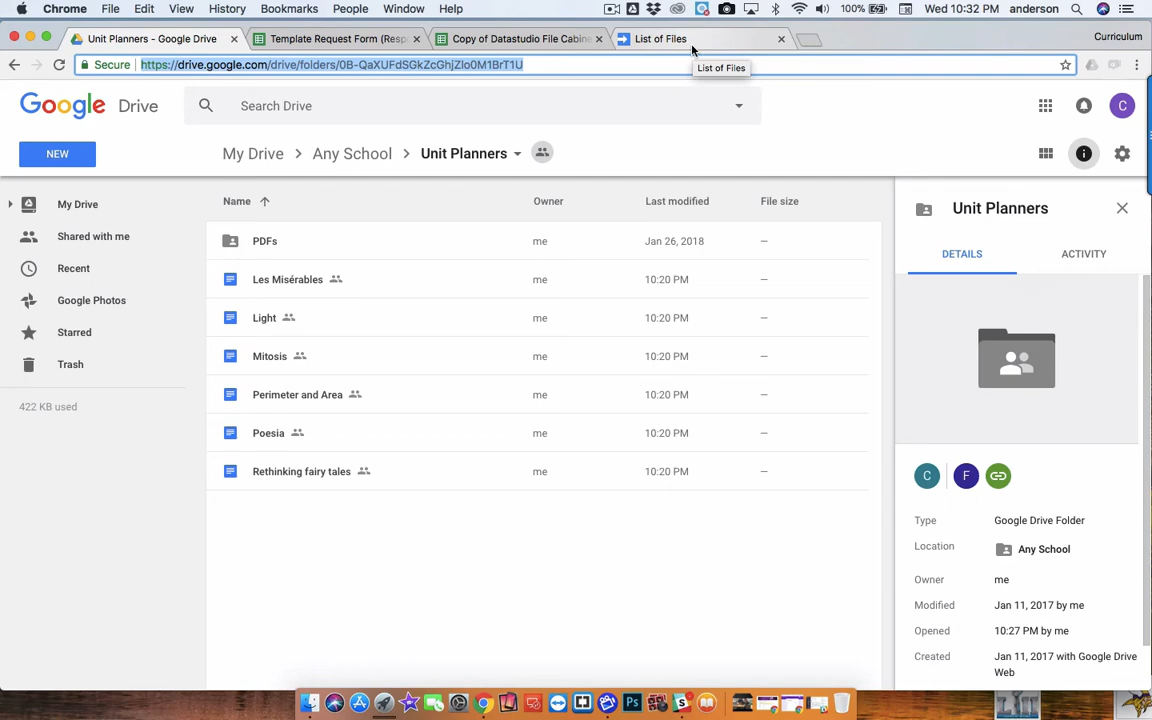 Chrome File Edit View History Bookmarks People Window Help 100% Wed 10:32 PM anderson
Unit Planners - Google Drive Template Request Form (Resp Copy of Datastudio File Cabine List of Files Curriculum
Secure https://drive.google.com/drive/folders/0B-QaXUFdSGkZcGhjZlo0M1BrT1U
List of Files
Google Drive Search Drive C
NEW My Drive > Any School > Unit Planners
My Drive
Shared with me
Recent
Google Photos
Starred
Trash
422 KB used
Name Owner Last modified File size
PDFs me Jan 26, 2018 —
Les Misérables me 10:20 PM —
Light me 10:20 PM —
Mitosis me 10:20 PM —
Perimeter and Area me 10:20 PM —
Poesia me 10:20 PM —
Rethinking fairy tales me 10:20 PM —
Unit Planners
DETAILS ACTIVITY
C F
Type Google Drive Folder
Location Any School
Owner me
Modified Jan 11, 2017 by me
Opened 10:27 PM by me
Created Jan 11, 2017 with Google Drive
Web
Ps